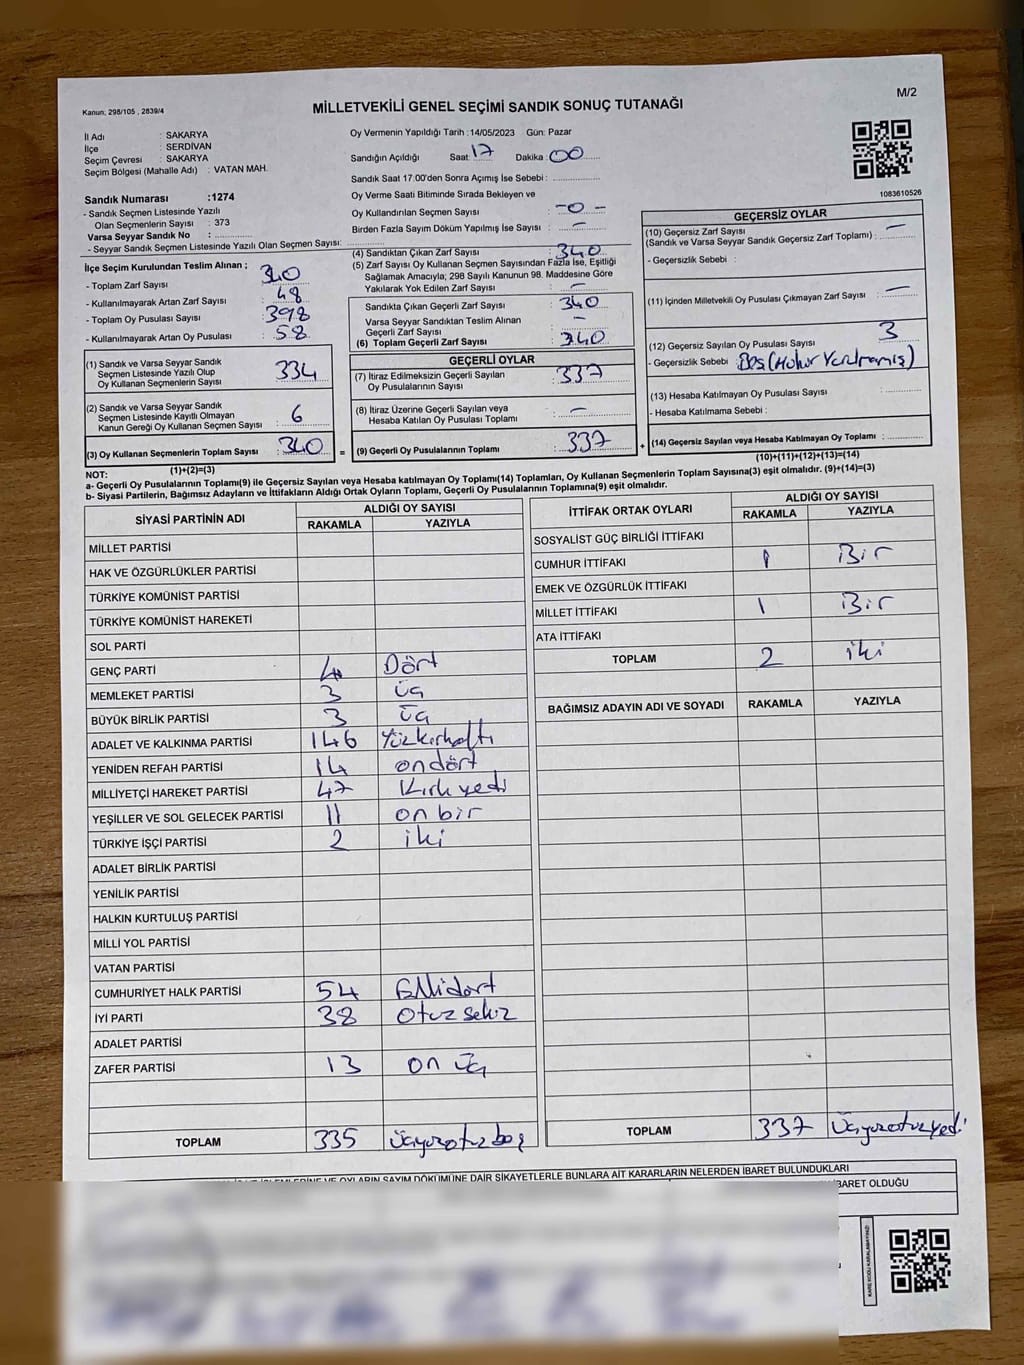 Kanun; 298/105 , 2839/4
MİLLETVEKİLİ GENEL SEÇİMİ SANDIK SONUÇ TUTANAĞI
M/2
İl Adı : SAKARYA
İlçe : SERDİVAN
Seçim Çevresi : SAKARYA
Seçim Bölgesi (Mahalle Adı) : VATAN MAH.
Oy Vermenin Yapıldığı Tarih :14/05/2023 Gün: Pazar
Sandığın Açıldığı Saat: 17 Dakika : 00
Sandık Saat 17.00'den Sonra Açımış İse Sebebi :
Oy Verme Saati Bitiminde Sırada Bekleyen ve
Oy Kullandırılan Seçmen Sayısı : -0-
Birden Fazla Sayım Döküm Yapılmış İse Sayısı : -
1083610526
Sandık Numarası :1274
- Sandık Seçmen Listesinde Yazılı
Olan Seçmenlerin Sayısı : 373
Varsa Seyyar Sandık No :
- Seyyar Sandık Seçmen Listesinde Yazılı Olan Seçmen Sayısı:
İlçe Seçim Kurulundan Teslim Alınan ;
- Toplam Zarf Sayısı : 340
- Kullanılmayarak Artan Zarf Sayısı : 48
- Toplam Oy Pusulası Sayısı : 398
- Kullanılmayarak Artan Oy Pusulası : 58
(1) Sandık ve Varsa Seyyar Sandık
Seçmen Listesinde Yazılı Olup
Oy Kullanan Seçmenlerin Sayısı : 334
(2) Sandık ve Varsa Seyyar Sandık
Seçmen Listesinde Kayıtlı Olmayan
Kanun Gereği Oy Kullanan Seçmen Sayısı : 6
(3) Oy Kullanan Seçmenlerin Toplam Sayısı : 340 =
(1)+(2)=(3)
(4) Sandıktan Çıkan Zarf Sayısı : 340
(5) Zarf Sayısı Oy Kullanan Seçmen Sayısından Fazla İse, Eşitliği
Sağlamak Amacıyla; 298 Sayılı Kanunun 98. Maddesine Göre
Yakılarak Yok Edilen Zarf Sayısı : -
Sandıkta Çıkan Geçerli Zarf Sayısı : 340
Varsa Seyyar Sandıktan Teslim Alınan
Geçerli Zarf Sayısı : -
(6) Toplam Geçerli Zarf Sayısı : 340
GEÇERLİ OYLAR
(7) İtiraz Edilmeksizin Geçerli Sayılan
Oy Pusulalarının Sayısı : 337
(8) İtiraz Üzerine Geçerli Sayılan veya
Hesaba Katılan Oy Pusulası Toplamı : -
(9) Geçerli Oy Pusulalarının Toplamı : 337 +
GEÇERSİZ OYLAR
(10) Geçersiz Zarf Sayısı
(Sandık ve Varsa Seyyar Sandık Geçersiz Zarf Toplamı) : -
- Geçersizlik Sebebi :
(11) İçinden Milletvekili Oy Pusulası Çıkmayan Zarf Sayısı : -
(12) Geçersiz Sayılan Oy Pusulası Sayısı : 3
- Geçersizlik Sebebi : Boş (Mühür Vurulmamış)
(13) Hesaba Katılmayan Oy Pusulası Sayısı :
- Hesaba Katılmama Sebebi :
(14) Geçersiz Sayılan veya Hesaba Katılmayan Oy Toplamı :
(10)+(11)+(12)+(13)=(14)
NOT:
a- Geçerli Oy Pusulalarının Toplamı(9) ile Geçersiz Sayılan veya Hesaba katılmayan Oy Toplamı(14) Toplamları, Oy Kullanan Seçmenlerin Toplam Sayısına(3) eşit olmalıdır. (9)+(14)=(3)
b- Siyasi Partilerin, Bağımsız Adayların ve İttifakların Aldığı Ortak Oyların Toplamı, Geçerli Oy Pusulalarının Toplamına(9) eşit olmalıdır.
SİYASİ PARTİNİN ADI ALDIĞI OY SAYISI
RAKAMLA YAZIYLA
MİLLET PARTİSİ
HAK VE ÖZGÜRLÜKLER PARTİSİ
TÜRKİYE KOMÜNİST PARTİSİ
TÜRKİYE KOMÜNİST HAREKETİ
SOL PARTİ
GENÇ PARTİ 4 Dört
MEMLEKET PARTİSİ 3 üç
BÜYÜK BİRLİK PARTİSİ 3 üç
ADALET VE KALKINMA PARTİSİ 146 Yüzkırkaltı
YENİDEN REFAH PARTİSİ 14 ondört
MİLLİYETÇİ HAREKET PARTİSİ 47 Kırkyedi
YEŞİLLER VE SOL GELECEK PARTİSİ 11 on bir
TÜRKİYE İŞÇİ PARTİSİ 2 iki
ADALET BİRLİK PARTİSİ
YENİLİK PARTİSİ
HALKIN KURTULUŞ PARTİSİ
MİLLİ YOL PARTİSİ
VATAN PARTİSİ
CUMHURİYET HALK PARTİSİ 54 Ellidört
İYİ PARTİ 38 Otuz sekiz
ADALET PARTİSİ
ZAFER PARTİSİ 13 on üç
TOPLAM 335 üçyüzotuz beş
İTTİFAK ORTAK OYLARI ALDIĞI OY SAYISI
RAKAMLA YAZIYLA
SOSYALİST GÜÇ BİRLİĞİ İTTİFAKI
CUMHUR İTTİFAKI 1 Bir
EMEK VE ÖZGÜRLÜK İTTİFAKI
MİLLET İTTİFAKI 1 Bir
ATA İTTİFAKI
TOPLAM 2 iki
BAĞIMSIZ ADAYIN ADI VE SOYADI RAKAMLA YAZIYLA
TOPLAM 337 üçyüzotuzyedi
OYLARIN SAYIM DÖKÜMÜNE DAİR ŞİKAYETLERLE BUNLARA AİT KARARLARIN NELERDEN İBARET BULUNDUKLARI
İBARET OLDUĞU